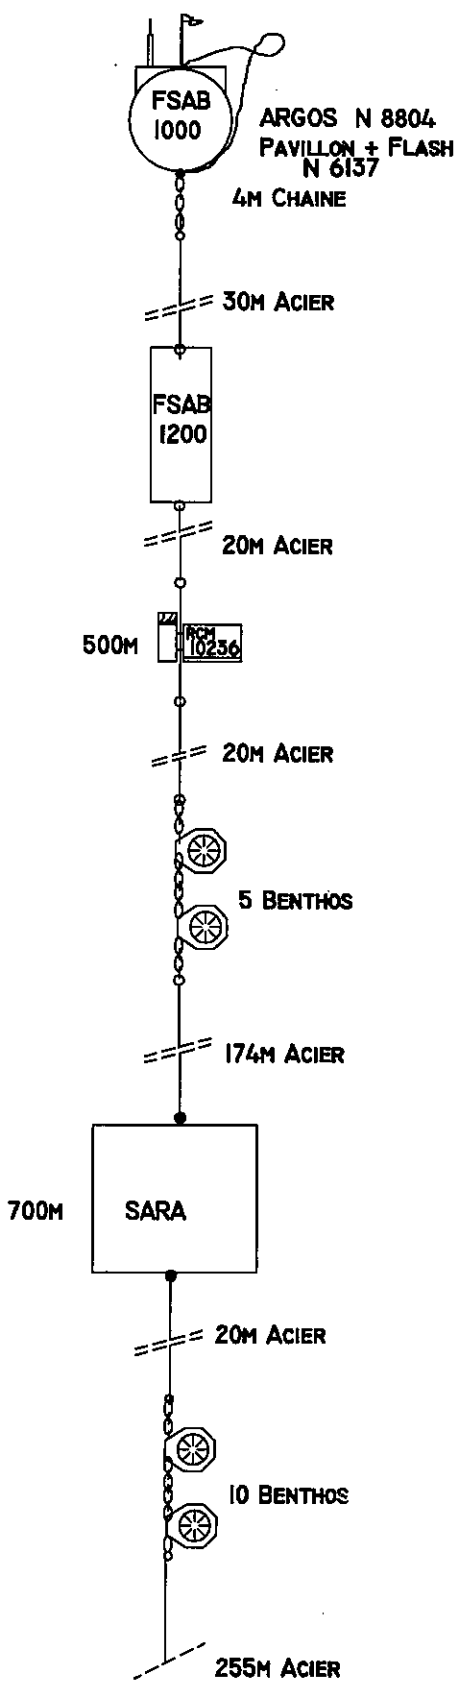 FSAB
1000
ARGOS N 8804
PAVILLON + FLASH
N 6137
4M CHAINE
30M ACIER
FSAB
1200
20M ACIER
500M
RCM
10236
20M ACIER
5 BENTHOS
174M ACIER
700M
SARA
20M ACIER
10 BENTHOS
255M ACIER